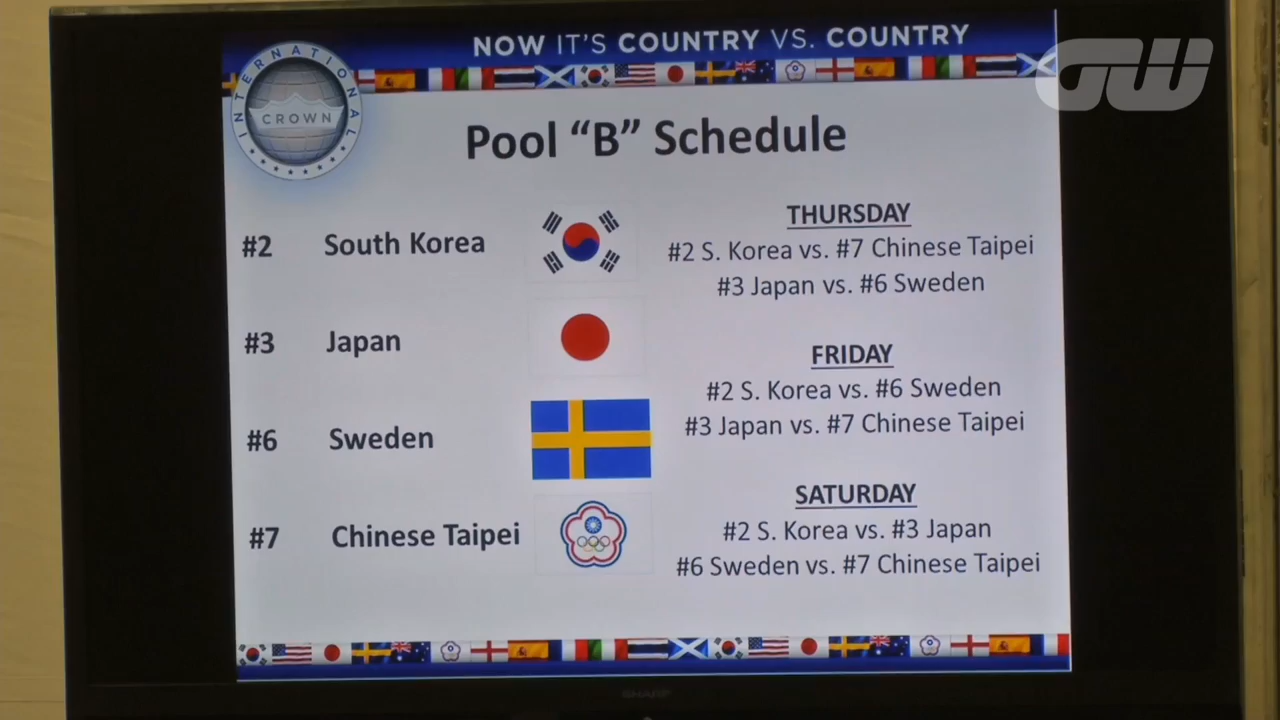 NOW IT'S COUNTRY VS. COUNTRY
GW
INTERNATIONAL
CROWN
Pool “B” Schedule
#2 South Korea
#3 Japan
#6 Sweden
#7 Chinese Taipei
THURSDAY
#2 S. Korea vs. #7 Chinese Taipei
#3 Japan vs. #6 Sweden
FRIDAY
#2 S. Korea vs. #6 Sweden
#3 Japan vs. #7 Chinese Taipei
SATURDAY
#2 S. Korea vs. #3 Japan
#6 Sweden vs. #7 Chinese Taipei
SHARP